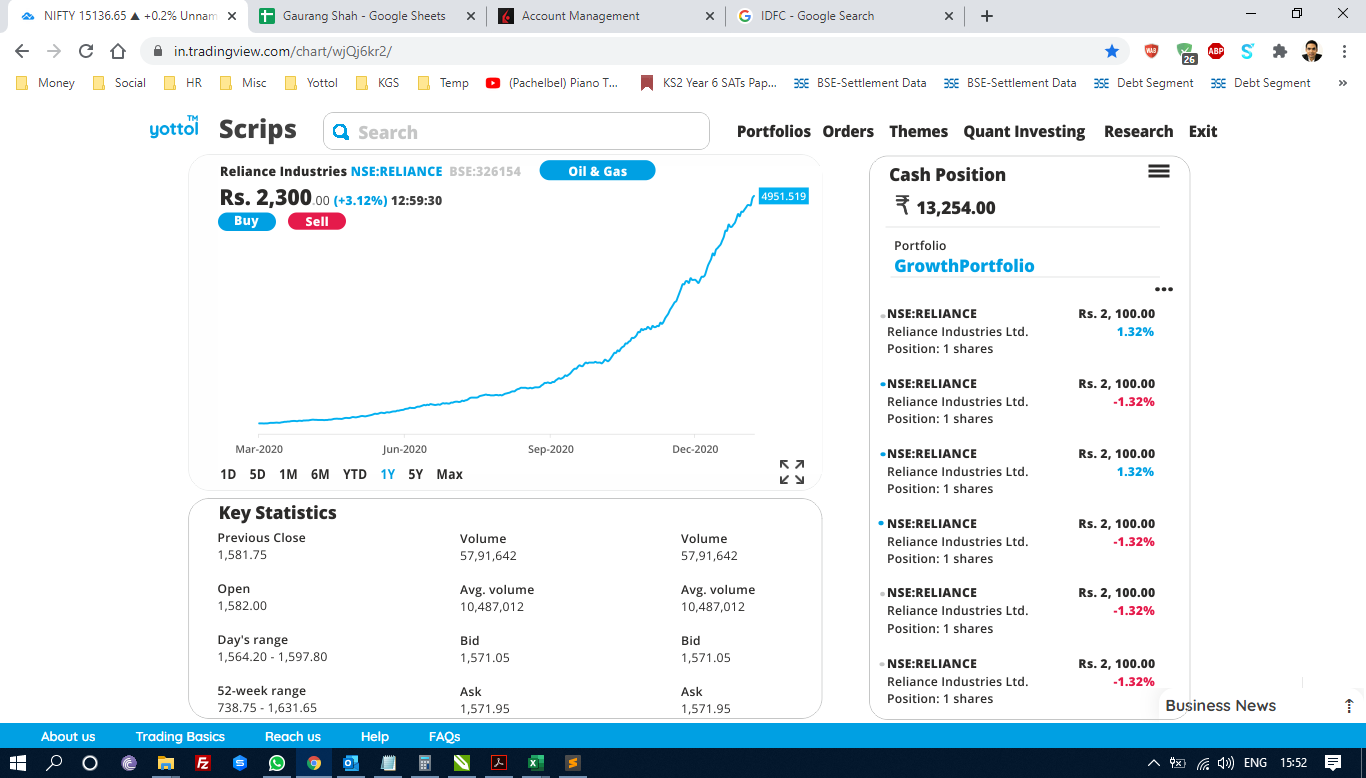 NIFTY 15136.65 ▲ +0.2% Unnam
Gaurang Shah - Google Sheets
Account Management
IDFC - Google Search
in.tradingview.com/chart/wjQj6kr2/
26
ABP
Money Social HR Misc Yottol KGS Temp (Pachelbel) Piano T... KS2 Year 6 SATs Pap... BSE-Settlement Data BSE-Settlement Data Debt Segment Debt Segment »
yottol™ Scrips Search Portfolios Orders Themes Quant Investing Research Exit
Reliance Industries NSE:RELIANCE BSE:326154 Oil & Gas
Rs. 2,300.00 (+3.12%) 12:59:30
Buy Sell
4951.519
Mar-2020 Jun-2020 Sep-2020 Dec-2020
1D 5D 1M 6M YTD 1Y 5Y Max
Key Statistics
Previous Close Volume Volume
1,581.75 57,91,642 57,91,642
Open Avg. volume Avg. volume
1,582.00 10,487,012 10,487,012
Day's range Bid Bid
1,564.20 - 1,597.80 1,571.05 1,571.05
52-week range Ask Ask
738.75 - 1,631.65 1,571.95 1,571.95
Cash Position
₹ 13,254.00
Portfolio
GrowthPortfolio
NSE:RELIANCE Rs. 2, 100.00
Reliance Industries Ltd. 1.32%
Position: 1 shares
NSE:RELIANCE Rs. 2, 100.00
Reliance Industries Ltd. -1.32%
Position: 1 shares
NSE:RELIANCE Rs. 2, 100.00
Reliance Industries Ltd. 1.32%
Position: 1 shares
NSE:RELIANCE Rs. 2, 100.00
Reliance Industries Ltd. -1.32%
Position: 1 shares
NSE:RELIANCE Rs. 2, 100.00
Reliance Industries Ltd. -1.32%
Position: 1 shares
NSE:RELIANCE Rs. 2, 100.00
Reliance Industries Ltd. -1.32%
Position: 1 shares
Business News
About us Trading Basics Reach us Help FAQs
ENG 15:52